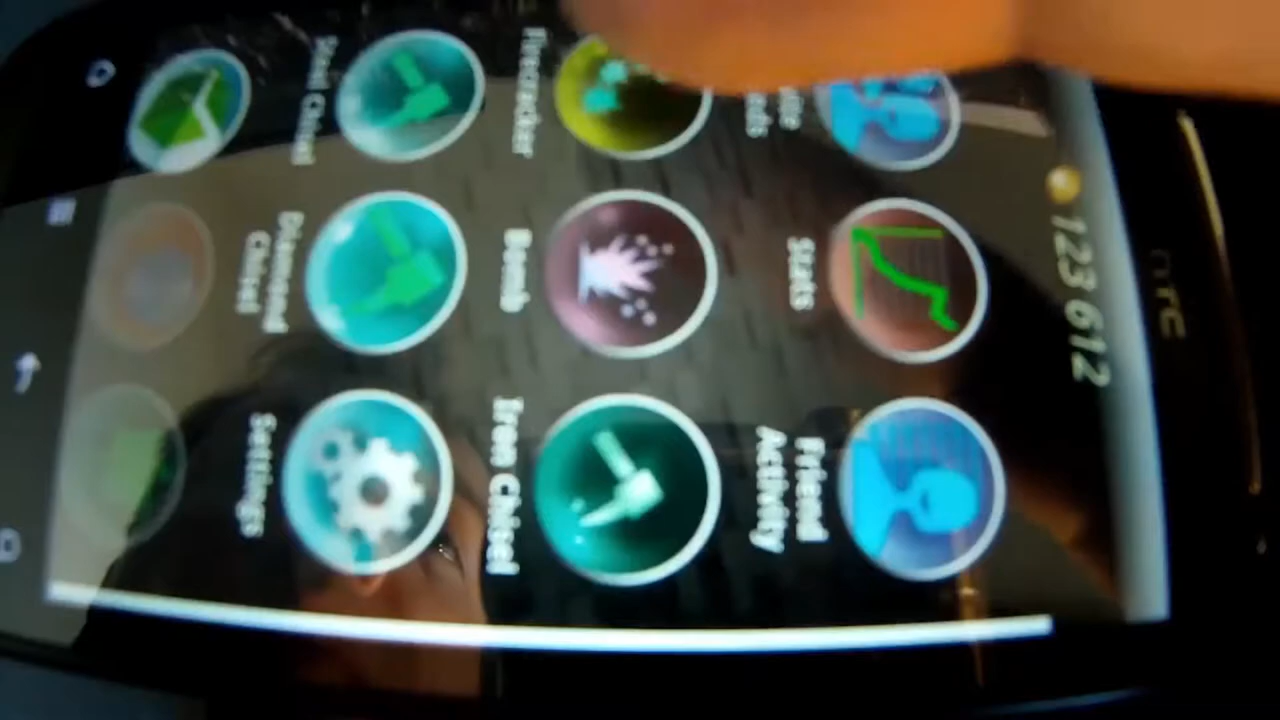 hTC
123 612
Stats
Friend
Activity
Firecracker
Bomb
Iron Chisel
Steel Chisel
Diamond
Chisel
Settings